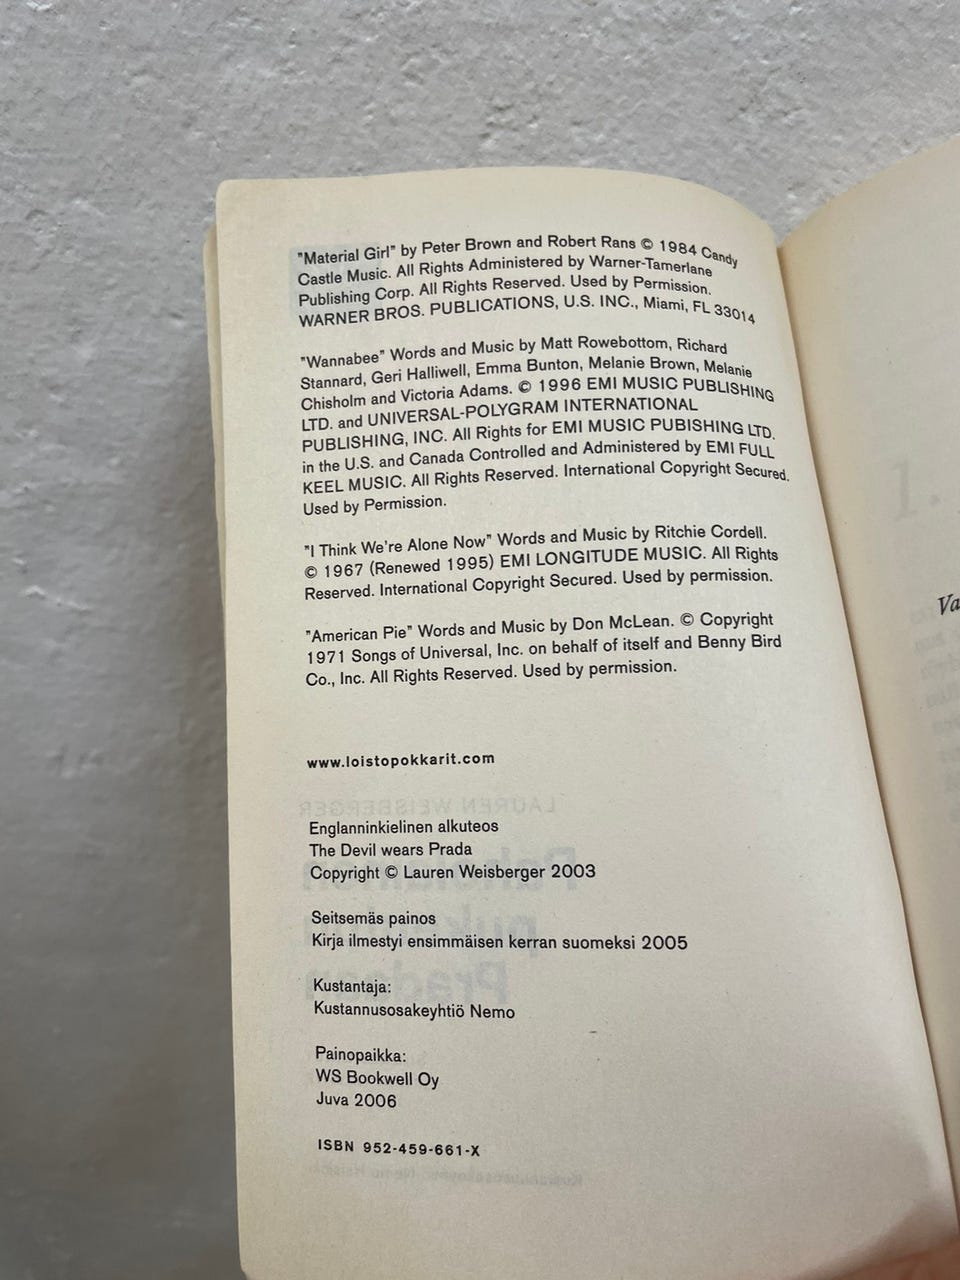 "Material Girl" by Peter Brown and Robert Rans © 1984 Candy
Castle Music. All Rights Administered by Warner-Tamerlane
Publishing Corp. All Rights Reserved. Used by Permission.
WARNER BROS. PUBLICATIONS, U.S. INC., Miami, FL 33014
"Wannabee" Words and Music by Matt Rowebottom, Richard
Stannard, Geri Halliwell, Emma Bunton, Melanie Brown, Melanie
Chisholm and Victoria Adams. © 1996 EMI MUSIC PUBLISHING
LTD. and UNIVERSAL-POLYGRAM INTERNATIONAL
PUBLISHING, INC. All Rights for EMI MUSIC PUBISHING LTD.
in the U.S. and Canada Controlled and Administered by EMI FULL
KEEL MUSIC. All Rights Reserved. International Copyright Secured.
Used by Permission.
"I Think We're Alone Now" Words and Music by Ritchie Cordell.
© 1967 (Renewed 1995) EMI LONGITUDE MUSIC. All Rights
Reserved. International Copyright Secured. Used by permission.
"American Pie" Words and Music by Don McLean. © Copyright
1971 Songs of Universal, Inc. on behalf of itself and Benny Bird
Co., Inc. All Rights Reserved. Used by permission.
www.loistopokkarit.com
Englanninkielinen alkuteos
The Devil wears Prada
Copyright © Lauren Weisberger 2003
Seitsemäs painos
Kirja ilmestyi ensimmäisen kerran suomeksi 2005
Kustantaja:
Kustannusosakeyhtiö Nemo
Painopaikka:
WS Bookwell Oy
Juva 2006
ISBN 952-459-661-X